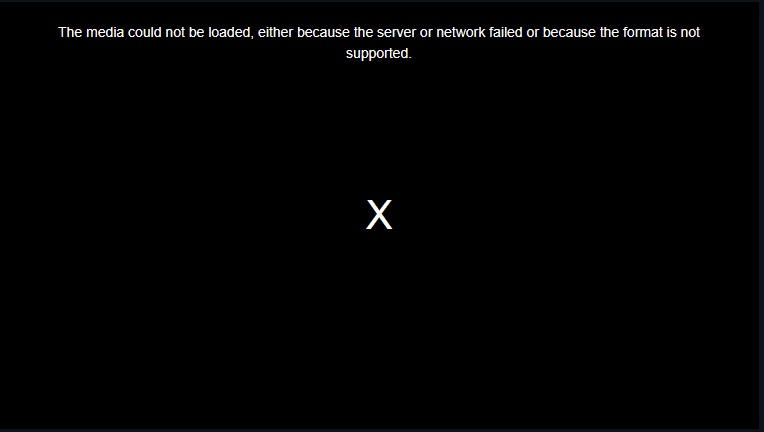 The media could not be loaded, either because the server or network failed or because the format is not
supported.
X